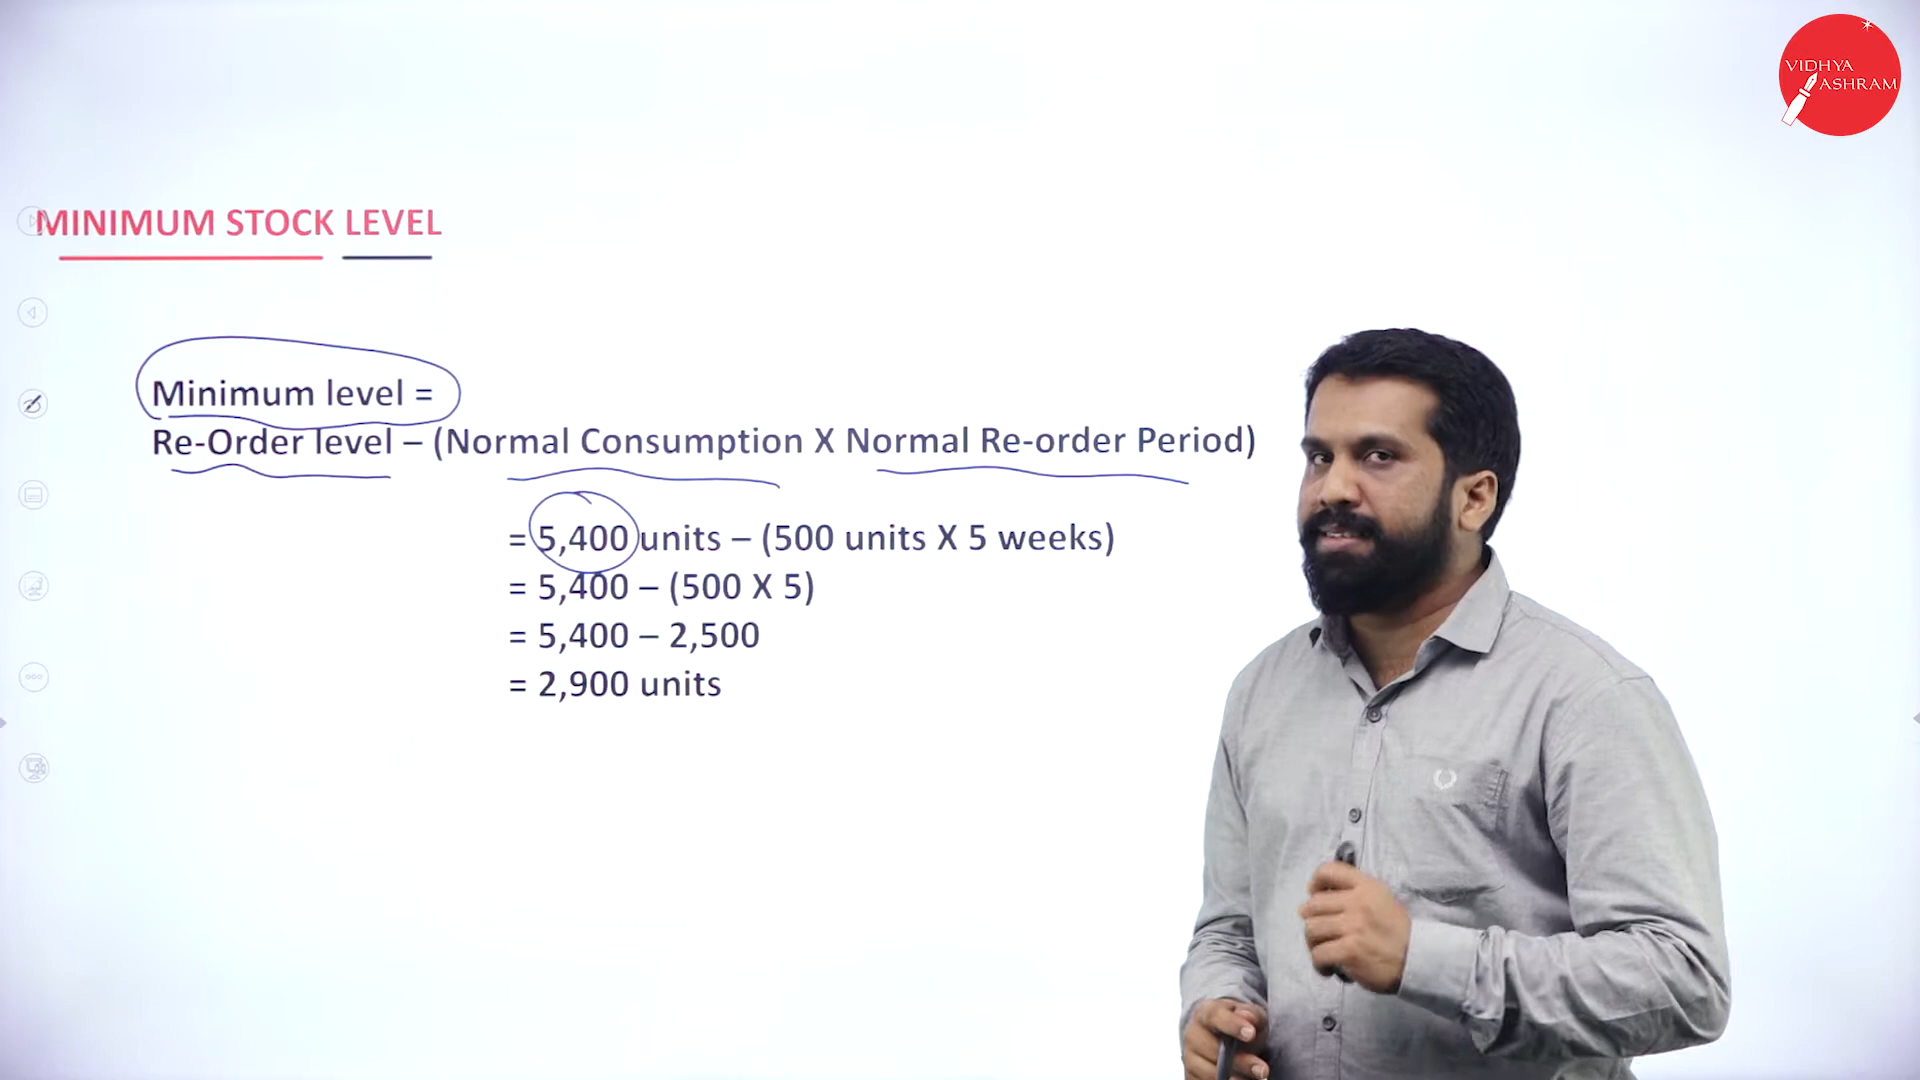 VIDHYA
ASHRAM
MINIMUM STOCK LEVEL
Minimum level =
Re-Order level – (Normal Consumption X Normal Re-order Period)
= 5,400 units – (500 units X 5 weeks)
= 5,400 – (500 X 5)
= 5,400 – 2,500
= 2,900 units